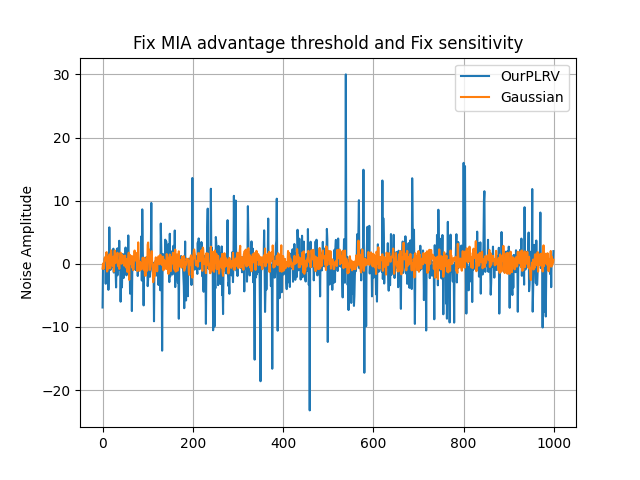 Fix MIA advantage threshold and Fix sensitivity
OurPLRV
Gaussian
Noise Amplitude
30
20
10
0
−10
−20
0 200 400 600 800 1000